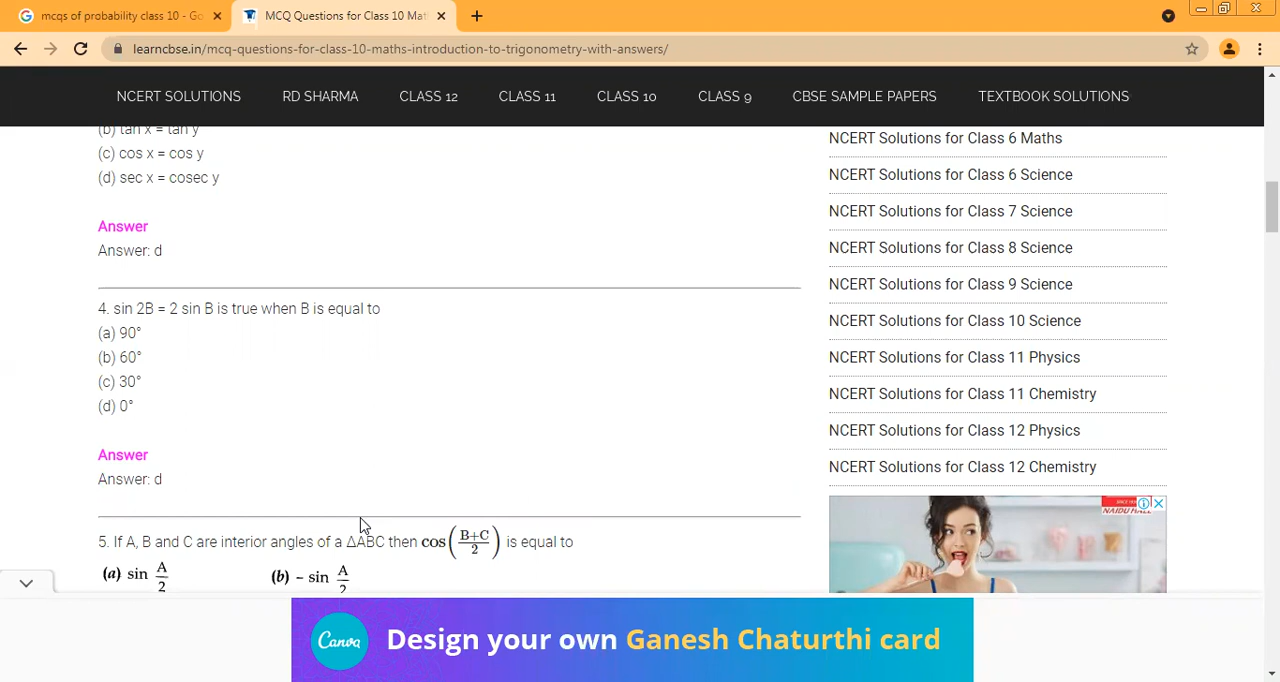 mcqs of probability class 10 - Go
MCQ Questions for Class 10 Mat
learncbse.in/mcq-questions-for-class-10-maths-introduction-to-trigonometry-with-answers/
NCERT SOLUTIONS RD SHARMA CLASS 12 CLASS 11 CLASS 10 CLASS 9 CBSE SAMPLE PAPERS TEXTBOOK SOLUTIONS
(b) tan x = tan y
(c) cos x = cos y
(d) sec x = cosec y
Answer
Answer: d
4. sin 2B = 2 sin B is true when B is equal to
(a) 90°
(b) 60°
(c) 30°
(d) 0°
Answer
Answer: d
5. If A, B and C are interior angles of a ΔABC then cos(B+C/2) is equal to
(a) sin A/2 (b) - sin A/2
NCERT Solutions for Class 6 Maths
NCERT Solutions for Class 6 Science
NCERT Solutions for Class 7 Science
NCERT Solutions for Class 8 Science
NCERT Solutions for Class 9 Science
NCERT Solutions for Class 10 Science
NCERT Solutions for Class 11 Physics
NCERT Solutions for Class 11 Chemistry
NCERT Solutions for Class 12 Physics
NCERT Solutions for Class 12 Chemistry
NAIDU HALL
Canva
Design your own Ganesh Chaturthi card